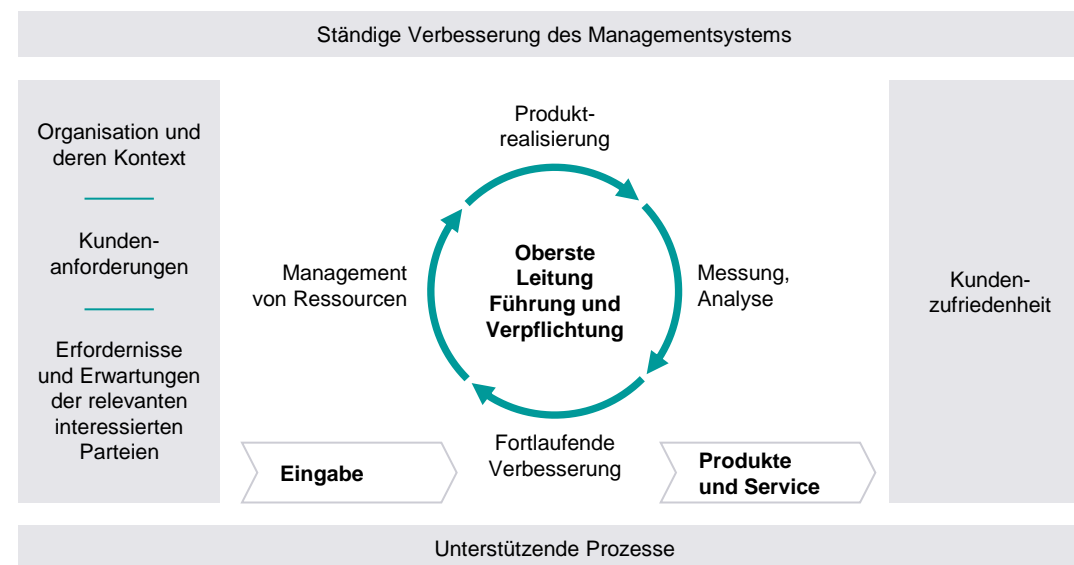 Ständige Verbesserung des Managementsystems
Organisation und
deren Kontext
Kunden-
anforderungen
Erfordernisse
und Erwartungen
der relevanten
interessierten
Parteien
Produkt-
realisierung
Management
von Ressourcen
Oberste
Leitung
Führung und
Verpflichtung
Messung,
Analyse
Fortlaufende
Verbesserung
Eingabe
Produkte
und Service
Kunden-
zufriedenheit
Unterstützende Prozesse